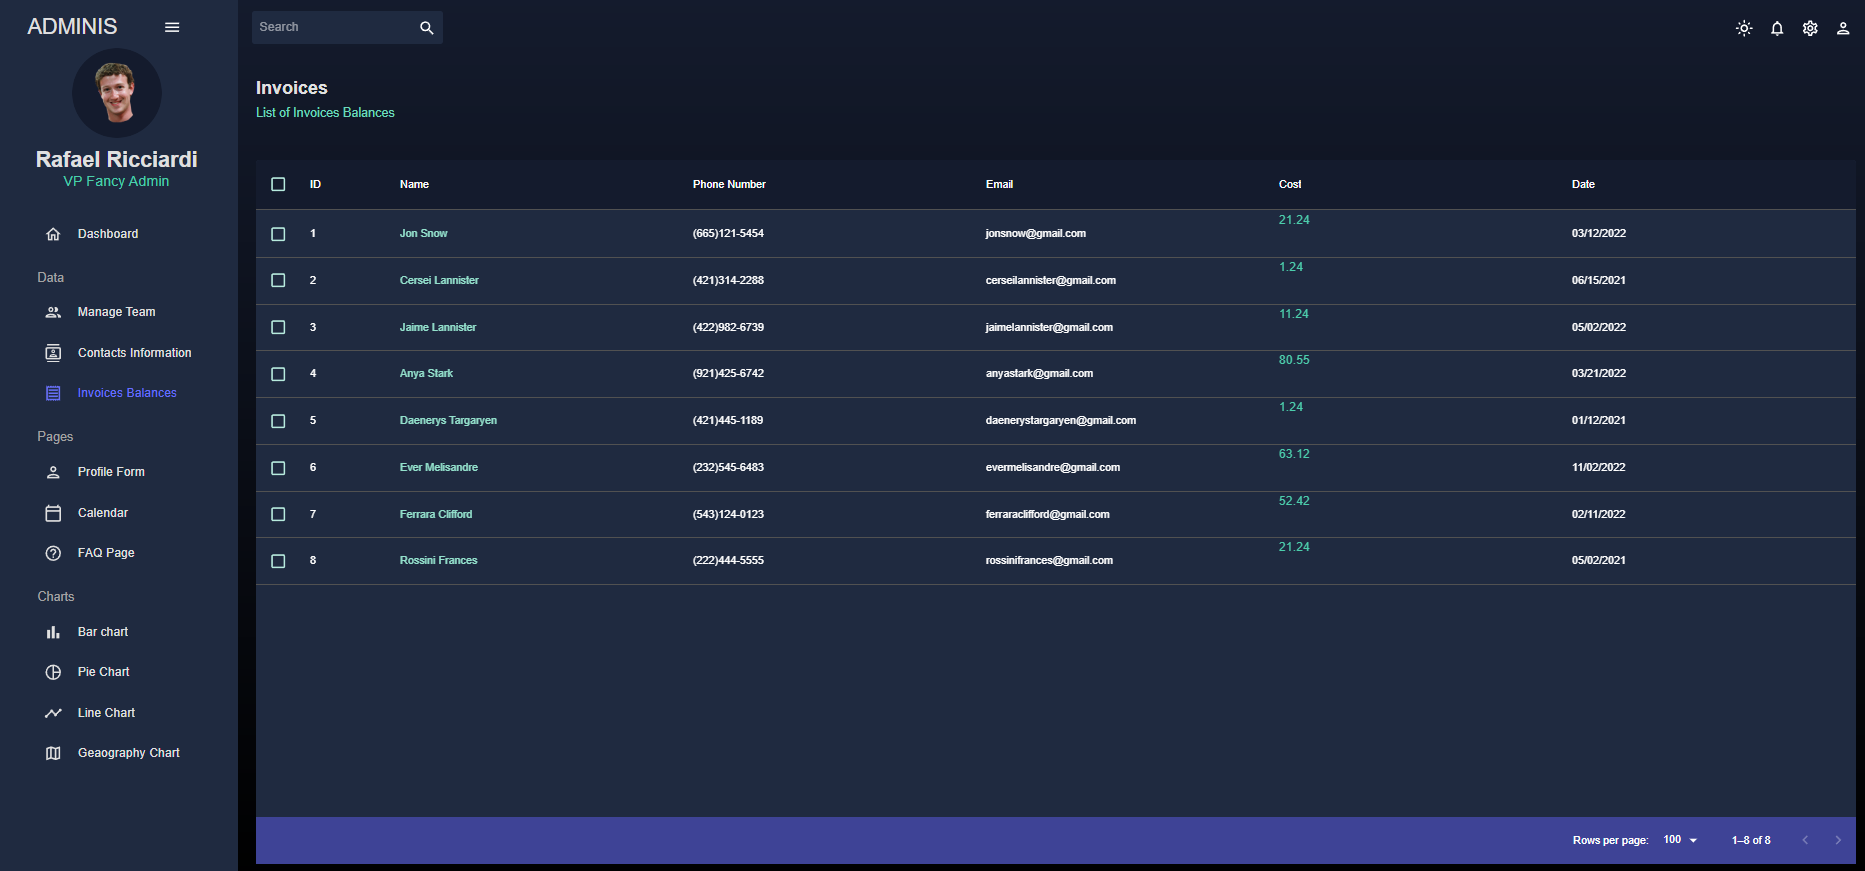 ADMINIS
Rafael Ricciardi
VP Fancy Admin
Dashboard
Data
Manage Team
Contacts Information
Invoices Balances
Pages
Profile Form
Calendar
FAQ Page
Charts
Bar chart
Pie Chart
Line Chart
Geaography Chart
Search
Invoices
List of Invoices Balances
ID Name Phone Number Email Cost Date
1 Jon Snow (665)121-5454 jonsnow@gmail.com 21.24 03/12/2022
2 Cersei Lannister (421)314-2288 cerseilannister@gmail.com 1.24 06/15/2021
3 Jaime Lannister (422)982-6739 jaimelannister@gmail.com 11.24 05/02/2022
4 Anya Stark (921)425-6742 anyastark@gmail.com 80.55 03/21/2022
5 Daenerys Targaryen (421)445-1189 daenerystargaryen@gmail.com 1.24 01/12/2021
6 Ever Melisandre (232)545-6483 evermelisandre@gmail.com 63.12 11/02/2022
7 Ferrara Clifford (543)124-0123 ferraraclifford@gmail.com 52.42 02/11/2022
8 Rossini Frances (222)444-5555 rossinifrances@gmail.com 21.24 05/02/2021
Rows per page: 100 1–8 of 8